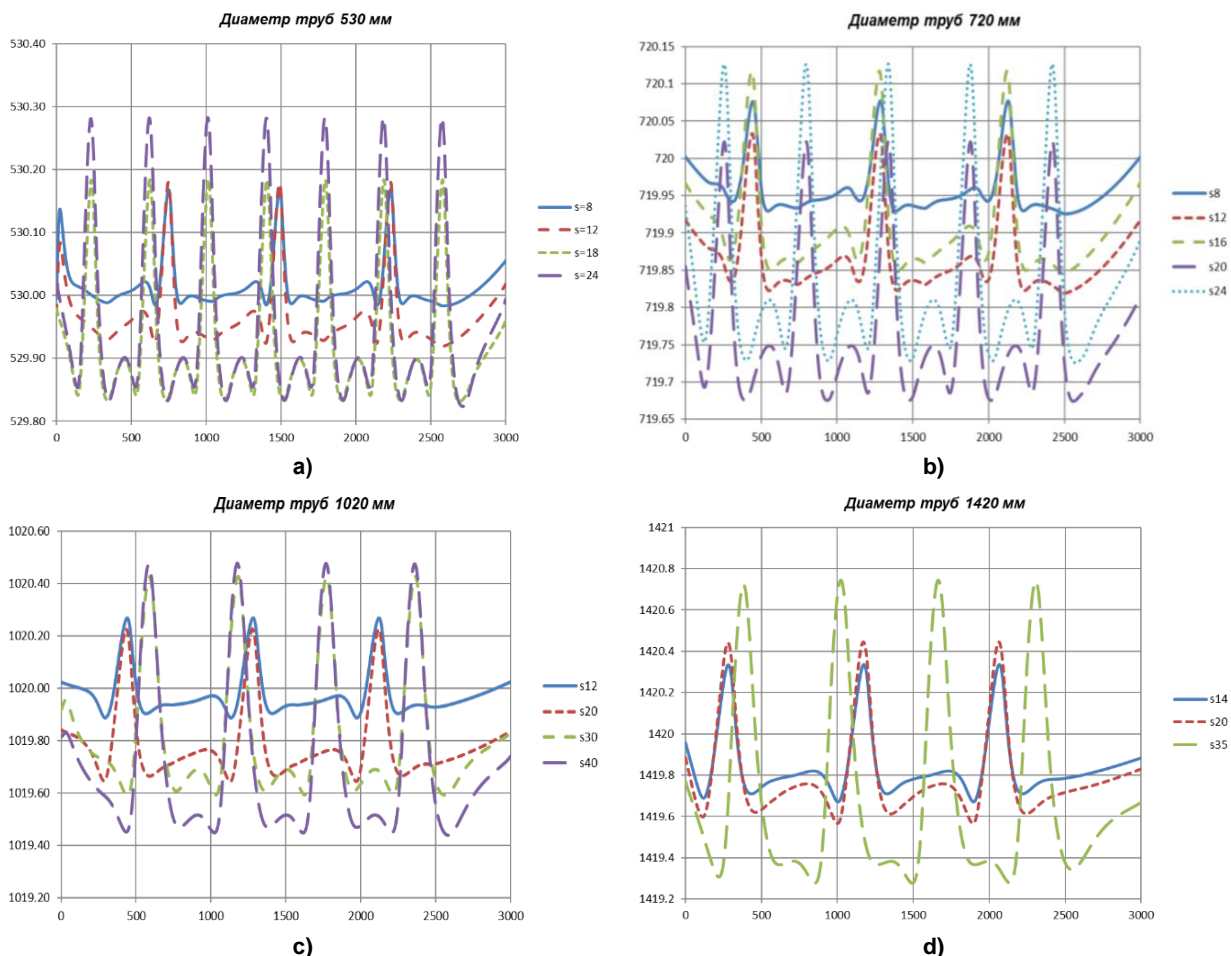 Диаметр труб 530 мм
530.40
530.30
530.20
530.10
530.00
529.90
529.80
0 500 1000 1500 2000 2500 3000
s=8
s=12
s=18
s=24
a)
Диаметр труб 720 мм
720.15
720.1
720.05
720
719.95
719.9
719.85
719.8
719.75
719.7
719.65
0 500 1000 1500 2000 2500 3000
s8
s12
s16
s20
s24
b)
Диаметр труб 1020 мм
1020.60
1020.40
1020.20
1020.00
1019.80
1019.60
1019.40
1019.20
0 500 1000 1500 2000 2500 3000
s12
s20
s30
s40
c)
Диаметр труб 1420 мм
1421
1420.8
1420.6
1420.4
1420.2
1420
1419.8
1419.6
1419.4
1419.2
0 500 1000 1500 2000 2500 3000
s14
s20
s35
d)